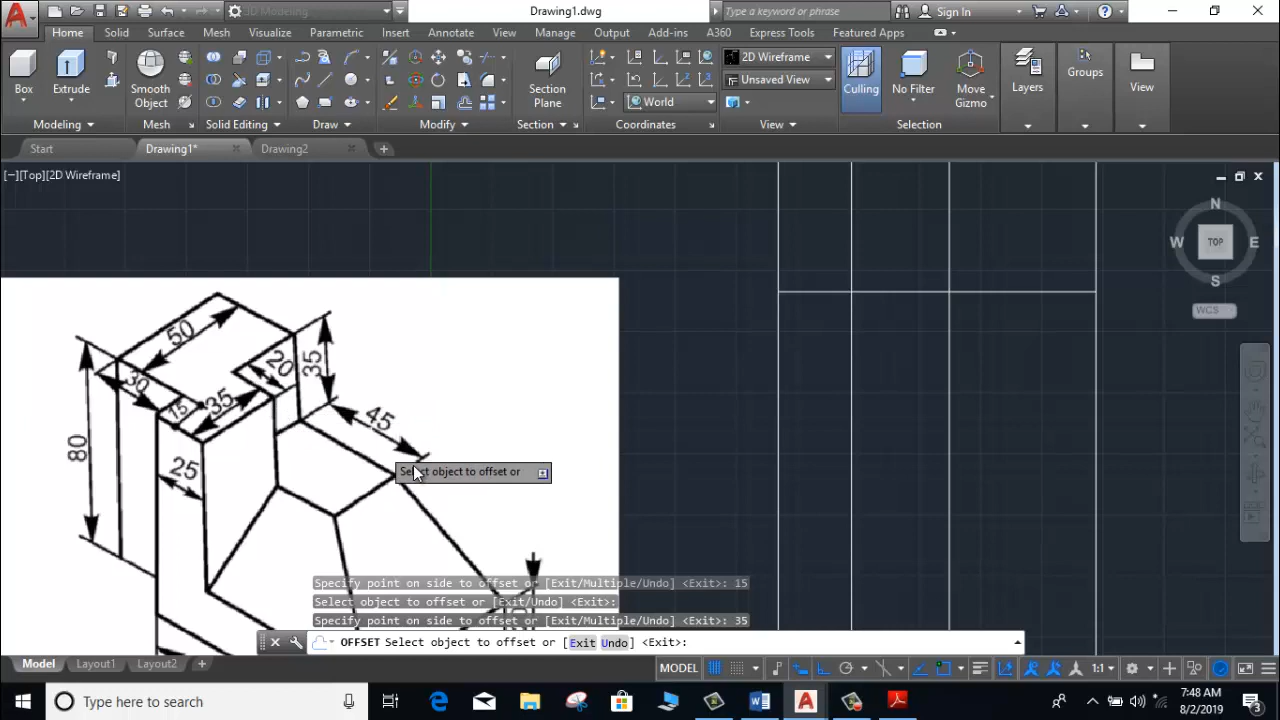 3D Modeling
Drawing1.dwg
Type a keyword or phrase
Sign In
Home Solid Surface Mesh Visualize Parametric Insert Annotate View Manage Output Add-ins A360 Express Tools Featured Apps
2D Wireframe
Unsaved View
World
Box
Extrude
Smooth
Object
Section
Plane
Culling
No Filter
Move
Gizmo
Layers
Groups
View
Modeling
Mesh
Solid Editing
Draw
Modify
Section
Coordinates
View
Selection
Start
Drawing1*
Drawing2
[−][Top][2D Wireframe]
N
W TOP E
S
WCS
50
20
35
30
15
35
45
80
25
Select object to offset or
Specify point on side to offset or [Exit/Multiple/Undo] <Exit>: 15
Select object to offset or [Exit/Undo] <Exit>:
Specify point on side to offset or [Exit/Multiple/Undo] <Exit>: 35
OFFSET Select object to offset or [Exit Undo] <Exit>:
Model
Layout1
Layout2
MODEL
1:1
Type here to search
7:48 AM
8/2/2019
3